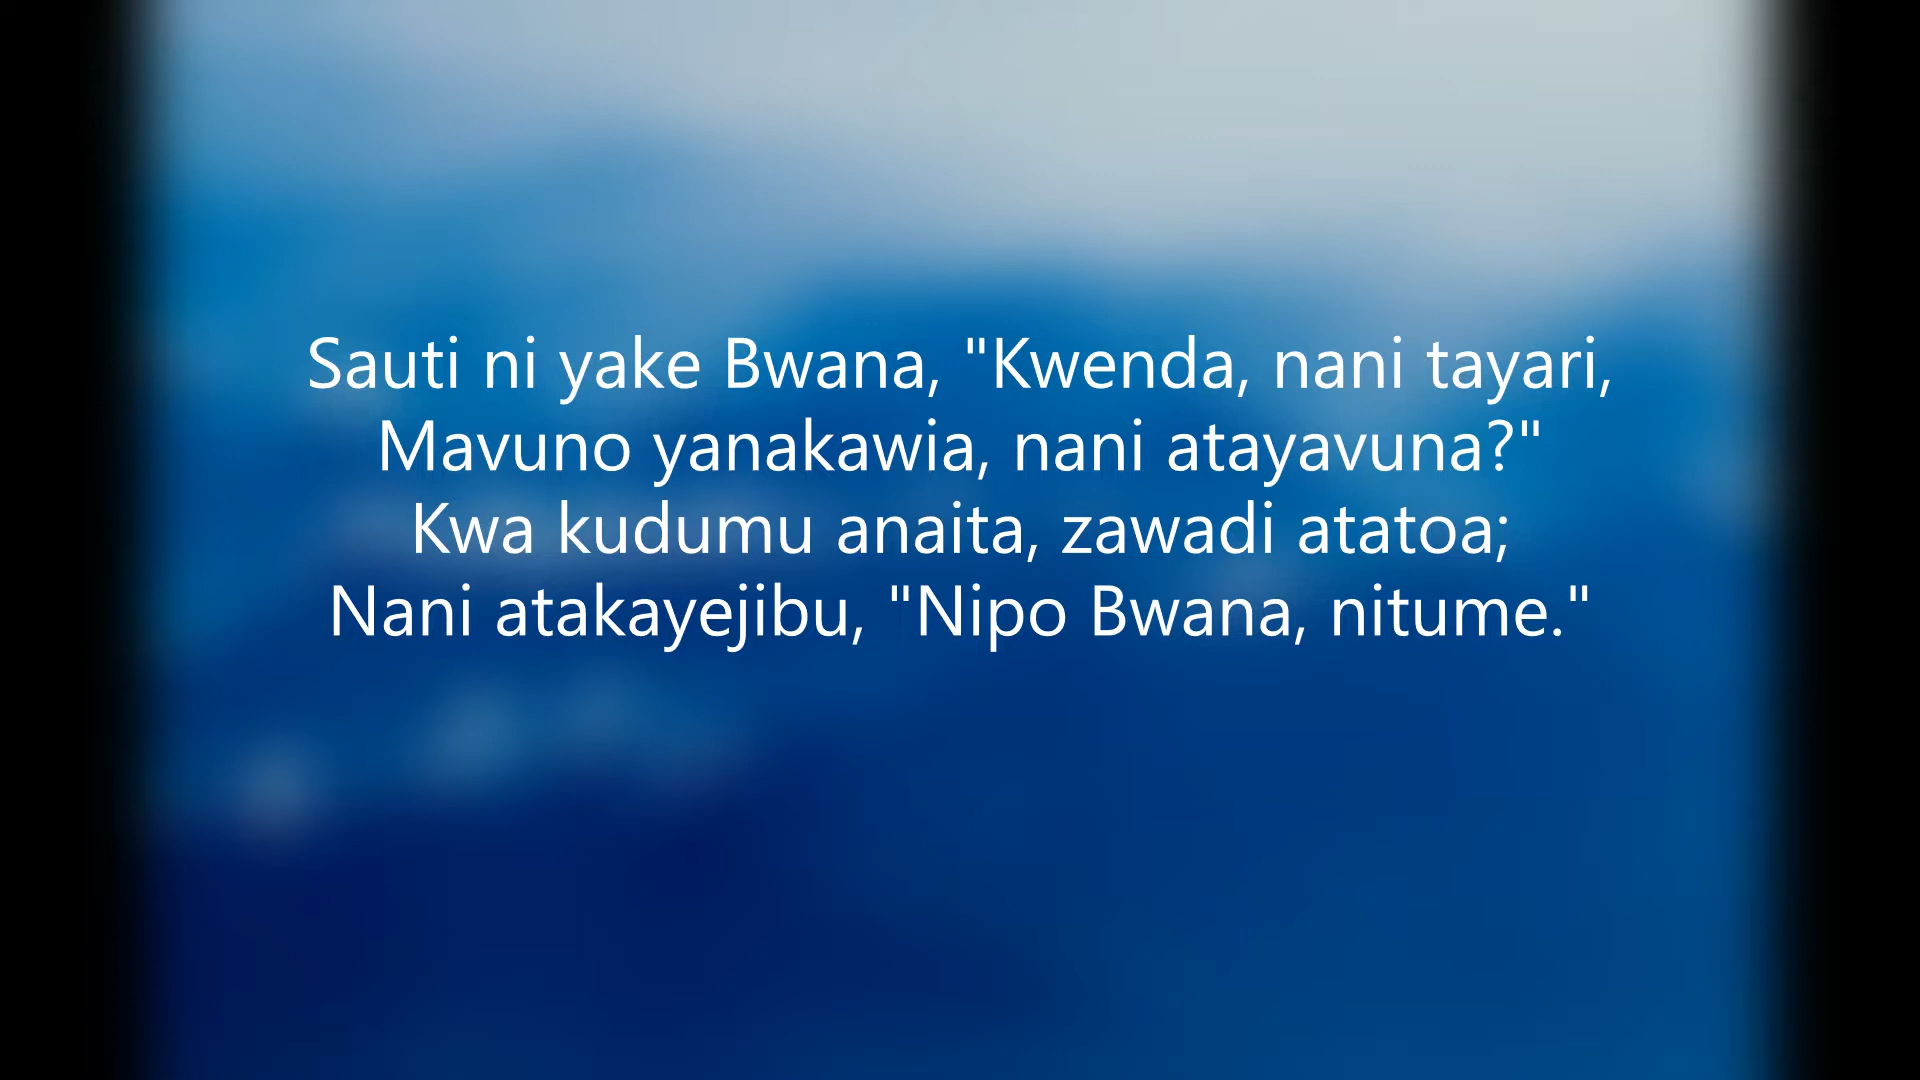 Sauti ni yake Bwana, "Kwenda, nani tayari,
Mavuno yanakawia, nani atayavuna?"
Kwa kudumu anaita, zawadi atatoa;
Nani atakayejibu, "Nipo Bwana, nitume."